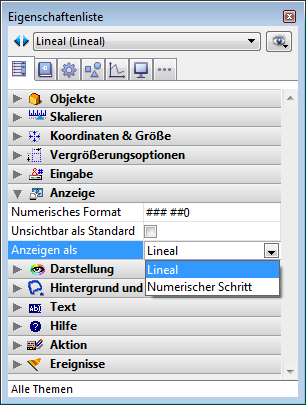 Eigenschaftenliste
Lineal (Lineal)
Objekte
Skalieren
Koordinaten & Größe
Vergrößerungsoptionen
Eingabe
Anzeige
Numerisches Format ### ##0
Unsichtbar als Standard
Anzeigen als Lineal
Lineal
Numerischer Schritt
Darstellung
Hintergrund und
Text
Hilfe
Aktion
Ereignisse
Alle Themen